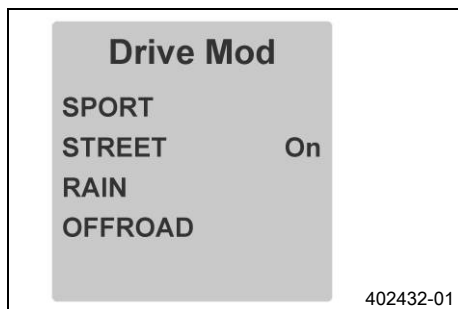 Drive Mod
SPORT
STREET On
RAIN
OFFROAD
402432-01